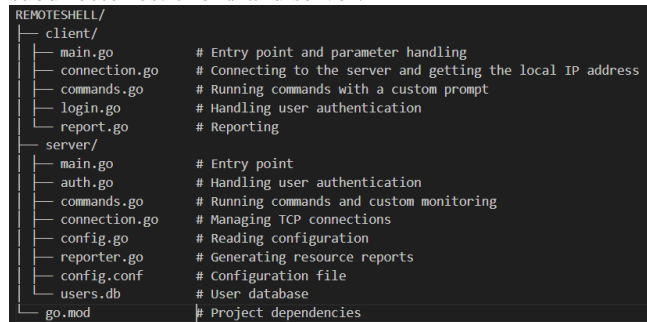 REMOTESHELL/
├── client/
│ ├── main.go # Entry point and parameter handling
│ ├── connection.go # Connecting to the server and getting the local IP address
│ ├── commands.go # Running commands with a custom prompt
│ ├── login.go # Handling user authentication
│ └── report.go # Reporting
├── server/
│ ├── main.go # Entry point
│ ├── auth.go # Handling user authentication
│ ├── commands.go # Running commands and custom monitoring
│ ├── connection.go # Managing TCP connections
│ ├── config.go # Reading configuration
│ ├── reporter.go # Generating resource reports
│ ├── config.conf # Configuration file
│ └── users.db # User database
└── go.mod # Project dependencies